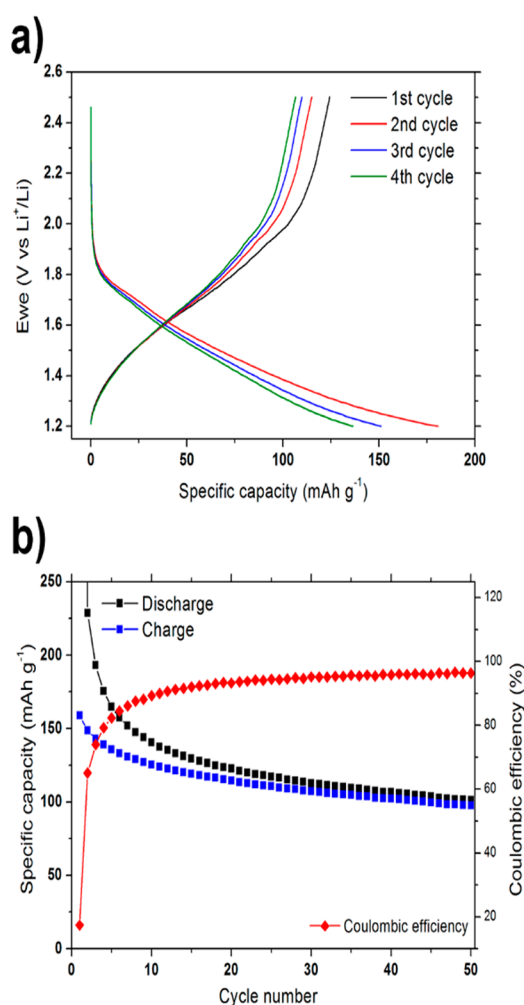 a)
2.6
2.4
2.2
2.0
1.8
1.6
1.4
1.2
Ewe (V vs Li⁺/Li)
1st cycle
2nd cycle
3rd cycle
4th cycle
0 50 100 150 200
Specific capacity (mAh g⁻¹)
b)
250
200
150
100
50
0
Specific capacity (mAh g⁻¹)
Discharge
Charge
Coulombic efficiency
120
100
80
60
40
20
Coulombic efficiency (%)
0 10 20 30 40 50
Cycle number